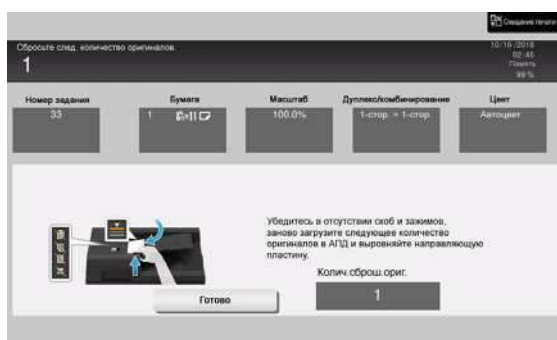 Смещение печати
Сбросьте след. количество оригиналов.
1
10/16 /2018
02:45
Память
99 %
Номер задания
Бумага
Масштаб
Дуплекс/комбинирование
Цвет
33
1
100.0%
1-стор. > 1-стор.
Автоцвет
Убедитесь в отсутствии скоб и зажимов,
заново загрузите следующее количество
оригиналов в АПД и выровняйте направляющую
пластину.
Колич.сброш.ориг.
1
Готово